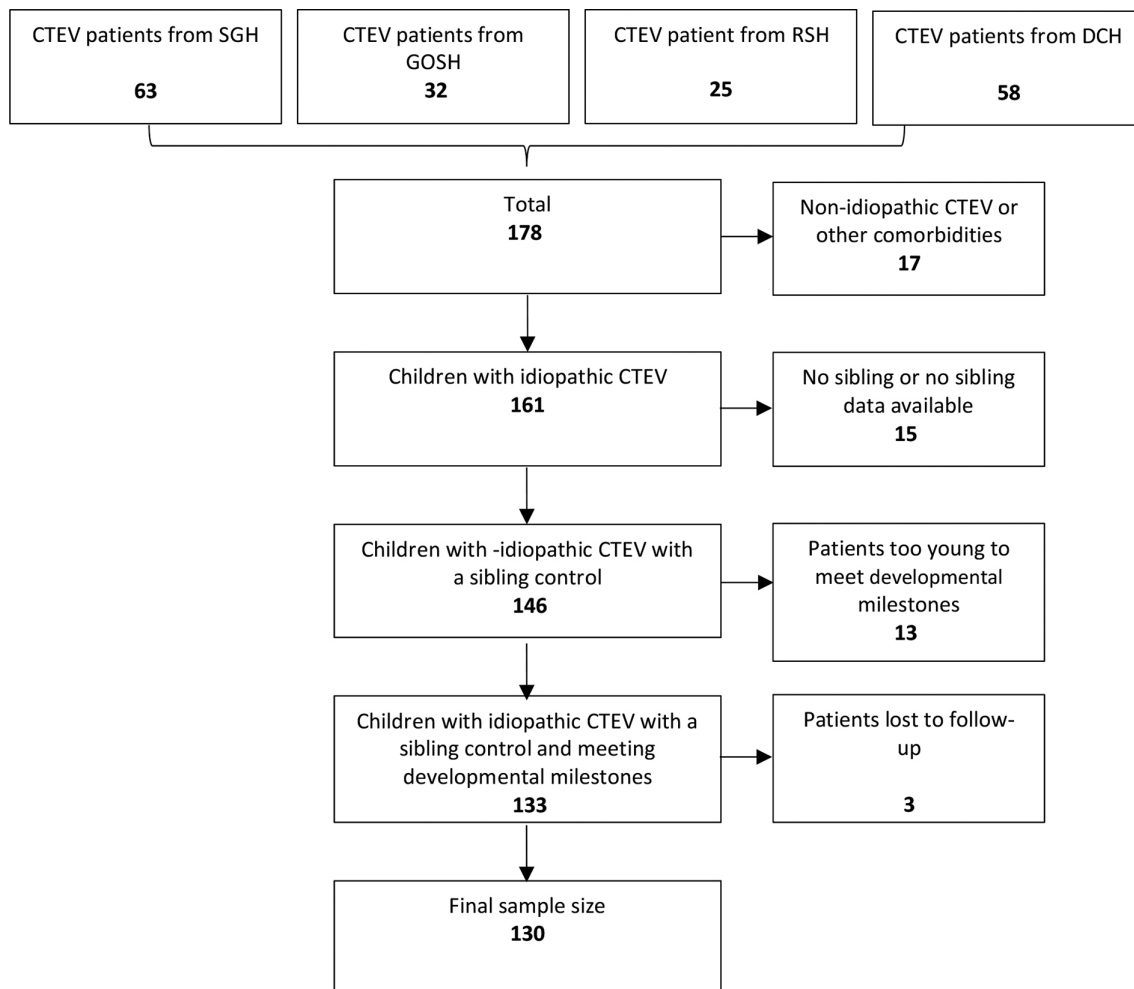 CTEV patients from SGH
63
CTEV patients from
GOSH
32
CTEV patient from RSH
25
CTEV patients from DCH
58
Total
178
Non-idiopathic CTEV or
other comorbidities
17
Children with idiopathic CTEV
161
No sibling or no sibling
data available
15
Children with -idiopathic CTEV with
a sibling control
146
Patients too young to
meet developmental
milestones
13
Children with idiopathic CTEV with a
sibling control and meeting
developmental milestones
133
Patients lost to follow-
up
3
Final sample size
130